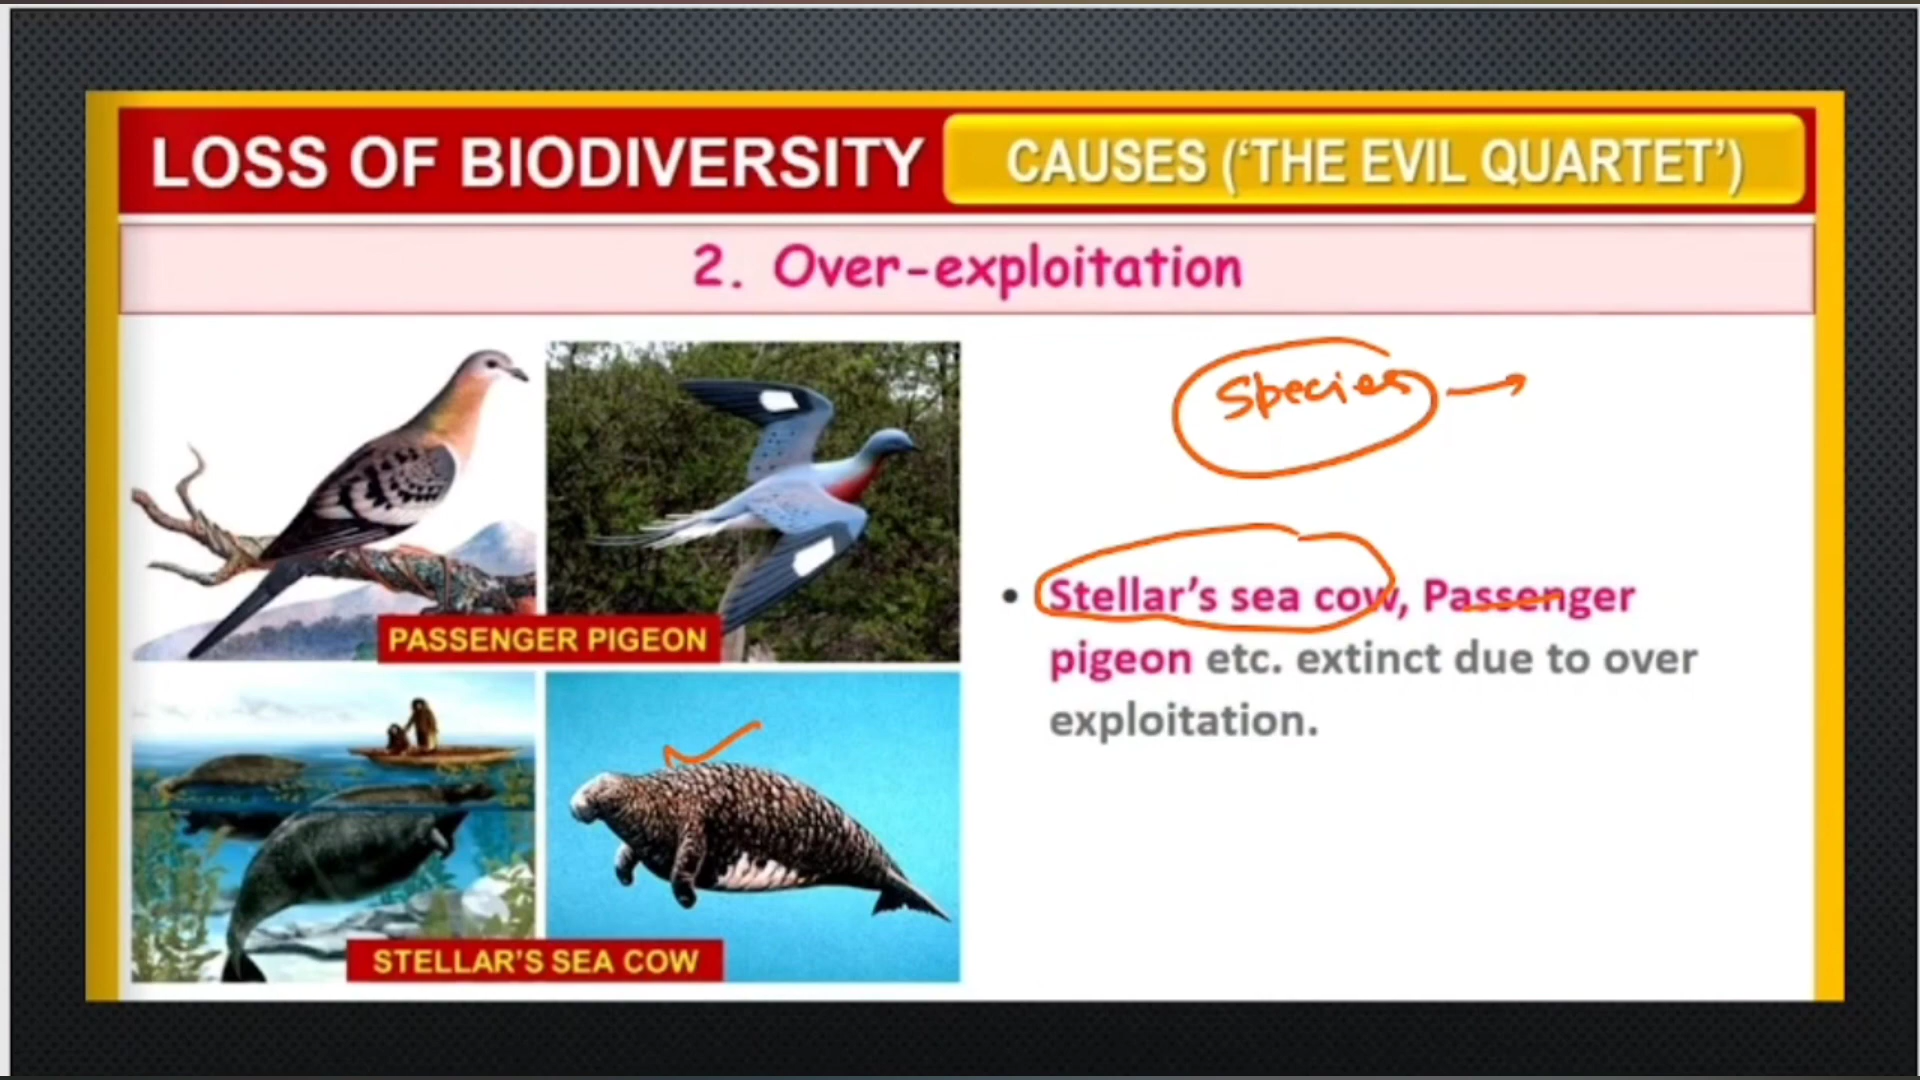 LOSS OF BIODIVERSITY
CAUSES (‘THE EVIL QUARTET’)
2. Over-exploitation
Species
• Stellar’s sea cow, Passenger
pigeon etc. extinct due to over
exploitation.
PASSENGER PIGEON
STELLAR'S SEA COW